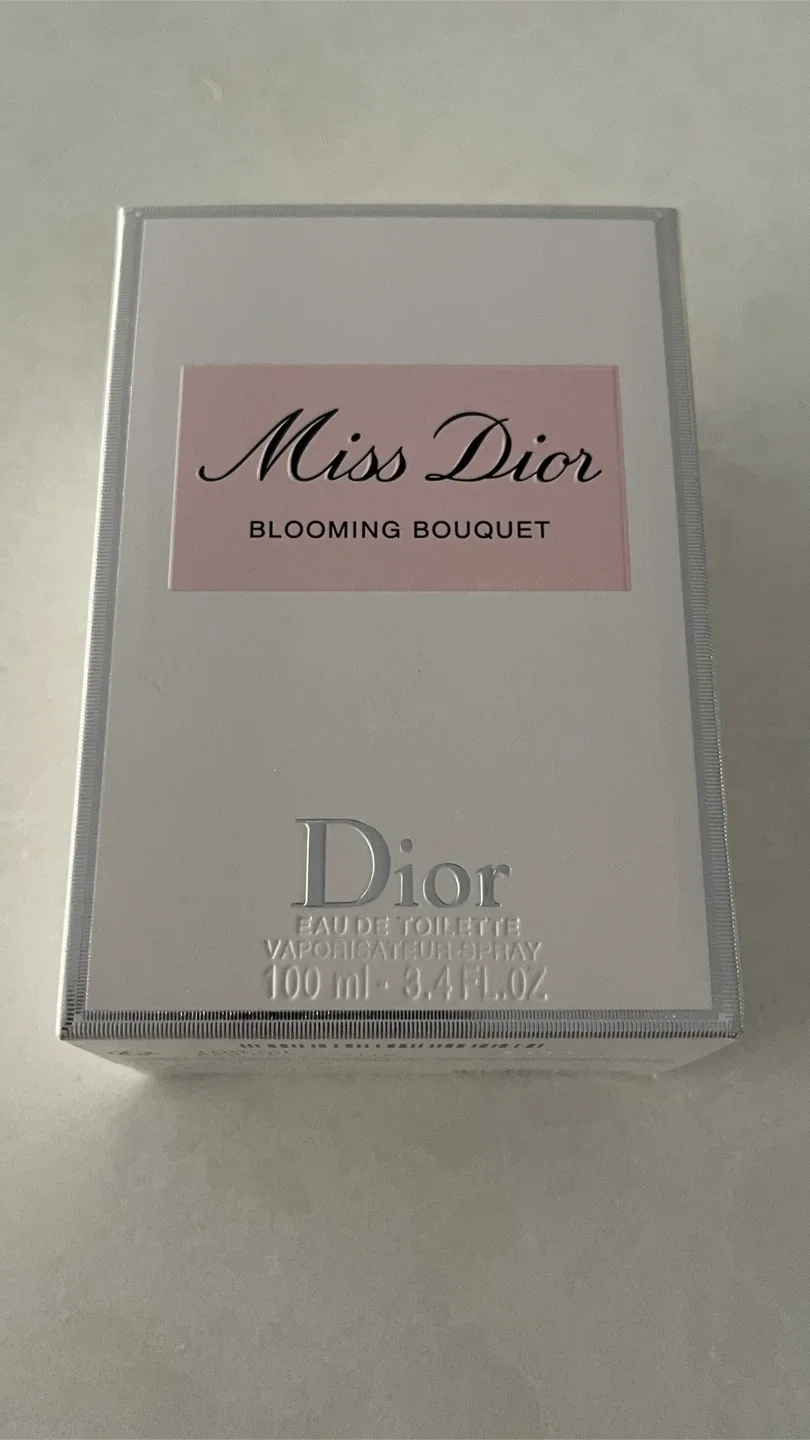 Miss Dior
BLOOMING BOUQUET
Dior
EAU DE TOILETTE
VAPORISATEUR-SPRAY
100 ml · 3.4 FL.OZ